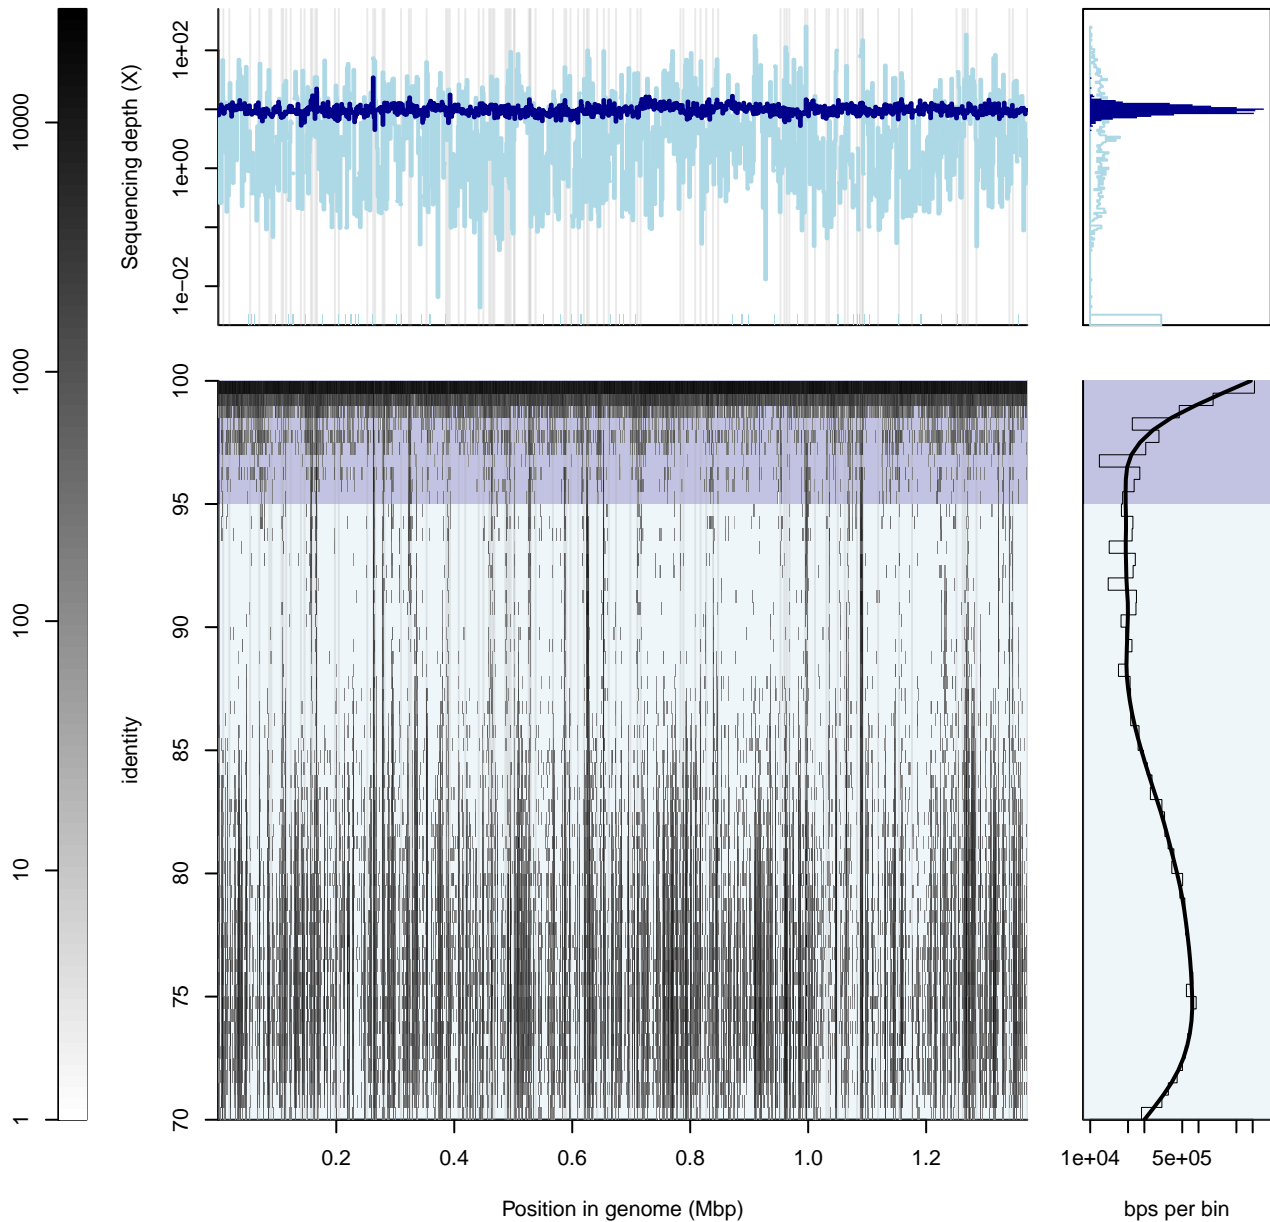 1
10
100
1000
10000
Sequencing depth (X)
1e−02
1e+00
1e+02
identity
70
75
80
85
90
95
100
0.2 0.4 0.6 0.8 1.0 1.2
Position in genome (Mbp)
1e+04 5e+05
bps per bin